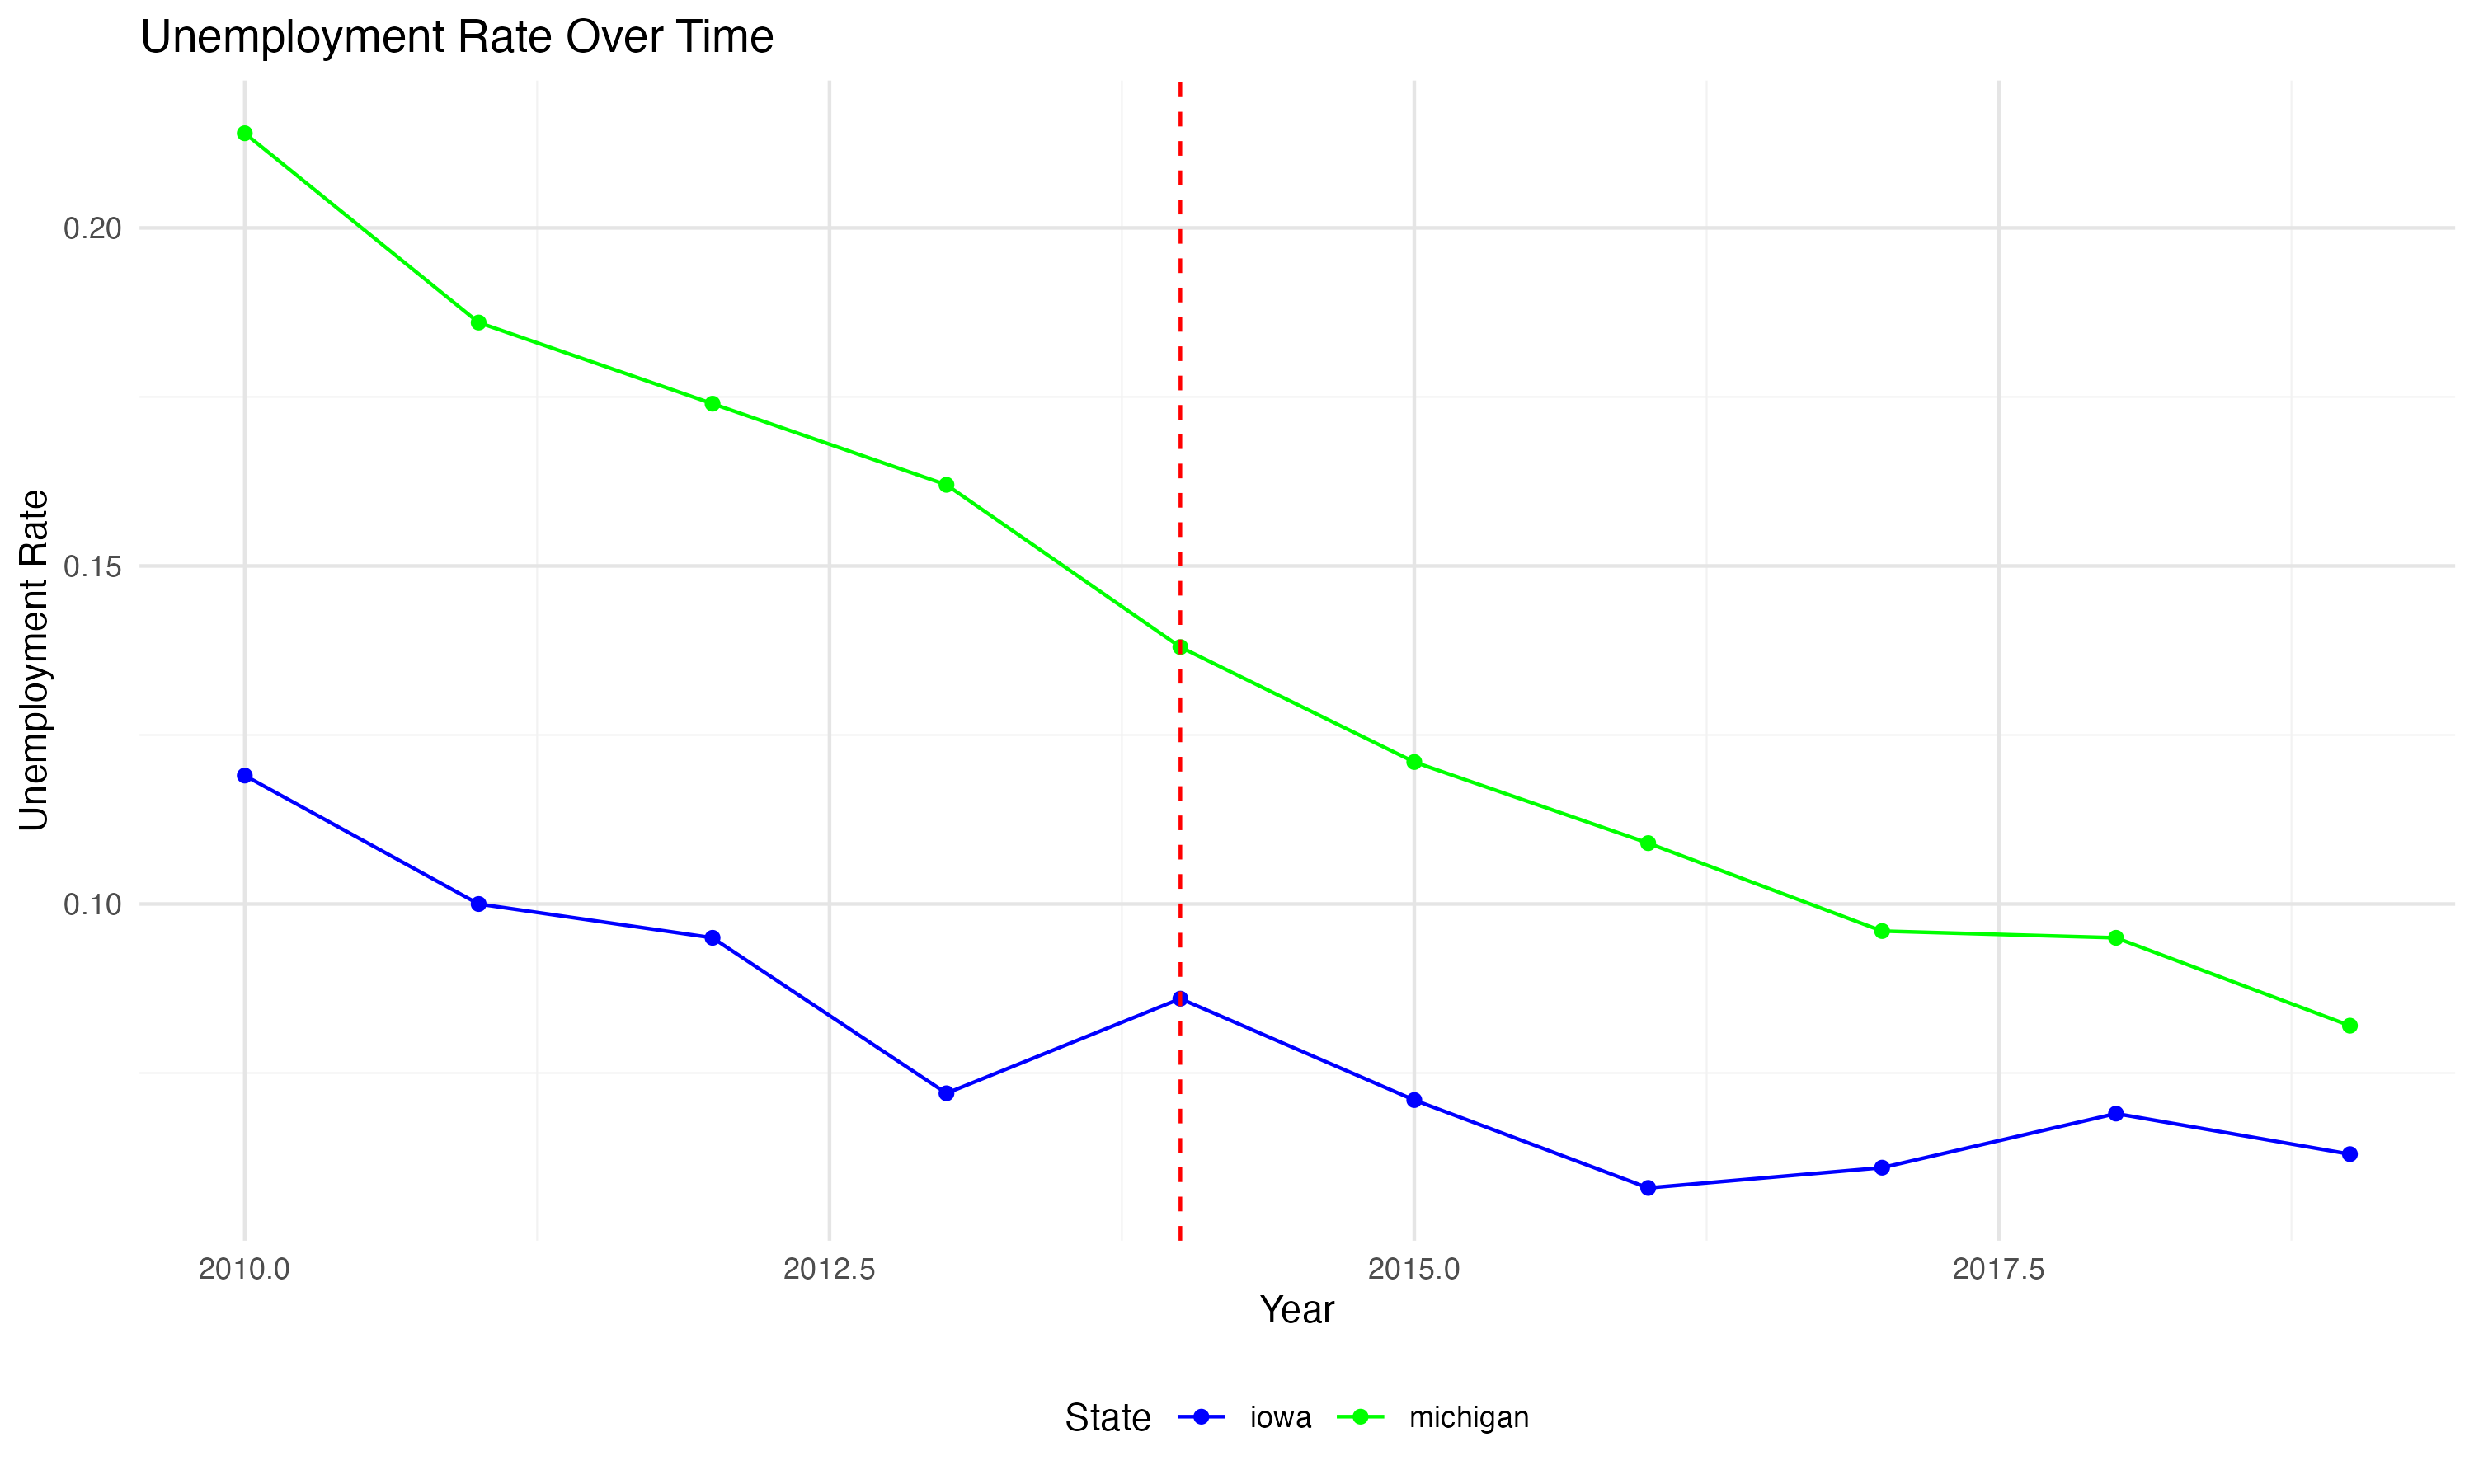 Unemployment Rate Over Time
Unemployment Rate
0.20
0.15
0.10
2010.0 2012.5 2015.0 2017.5
Year
State iowa michigan